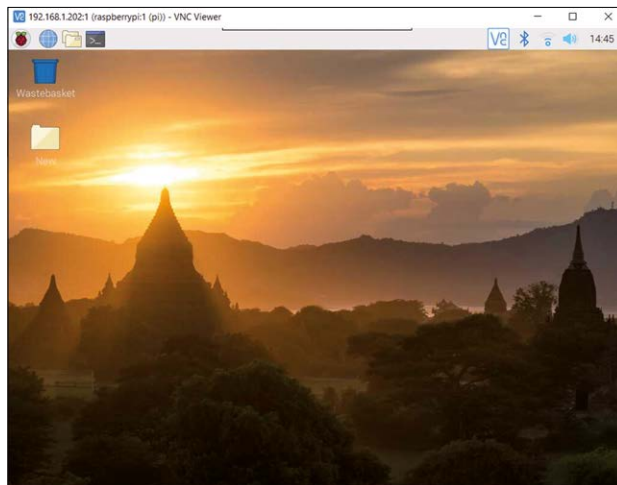 192.168.1.202:1 (raspberrypi:1 (pi)) - VNC Viewer
14:45
Wastebasket
New